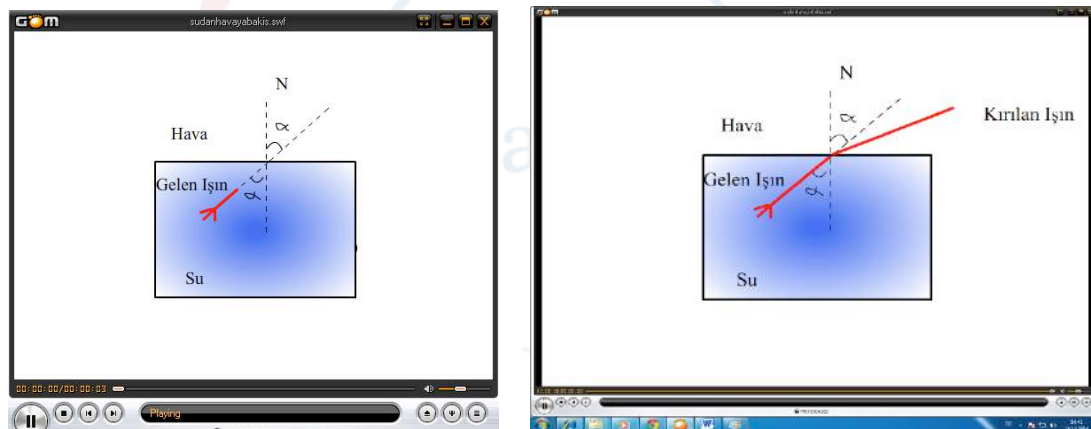 GOM
sudanhavayabakis.swf
N
α
Hava
Gelen Işın
α
Su
00:00:00/00:00:03
Playing
N
α
Hava
Kırılan Işın
Gelen Işın
α
Su